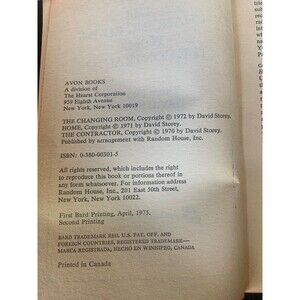 AVON BOOKS
A division of
The Hearst Corporation
959 Eighth Avenue
New York, New York 10019
THE CHANGING ROOM, Copyright © 1972 by David Storey.
HOME, Copyright © 1971 by David Storey.
THE CONTRACTOR, Copyright © 1970 by David Storey.
Published by arrangement with Random House, Inc.
ISBN: 0-380-00301-5
All rights reserved, which includes the right
to reproduce this book or portions thereof in
any form whatsoever. For information address
Random House, Inc., 201 East 50th Street,
New York, New York 10022.
First Bard Printing, April, 1975.
Second Printing
BARD TRADEMARK REG. U.S. PAT. OFF. AND
FOREIGN COUNTRIES, REGISTERED TRADEMARK—
MARCA REGISTRADA, HECHO EN WINNIPEG, CANADA
Printed in Canada